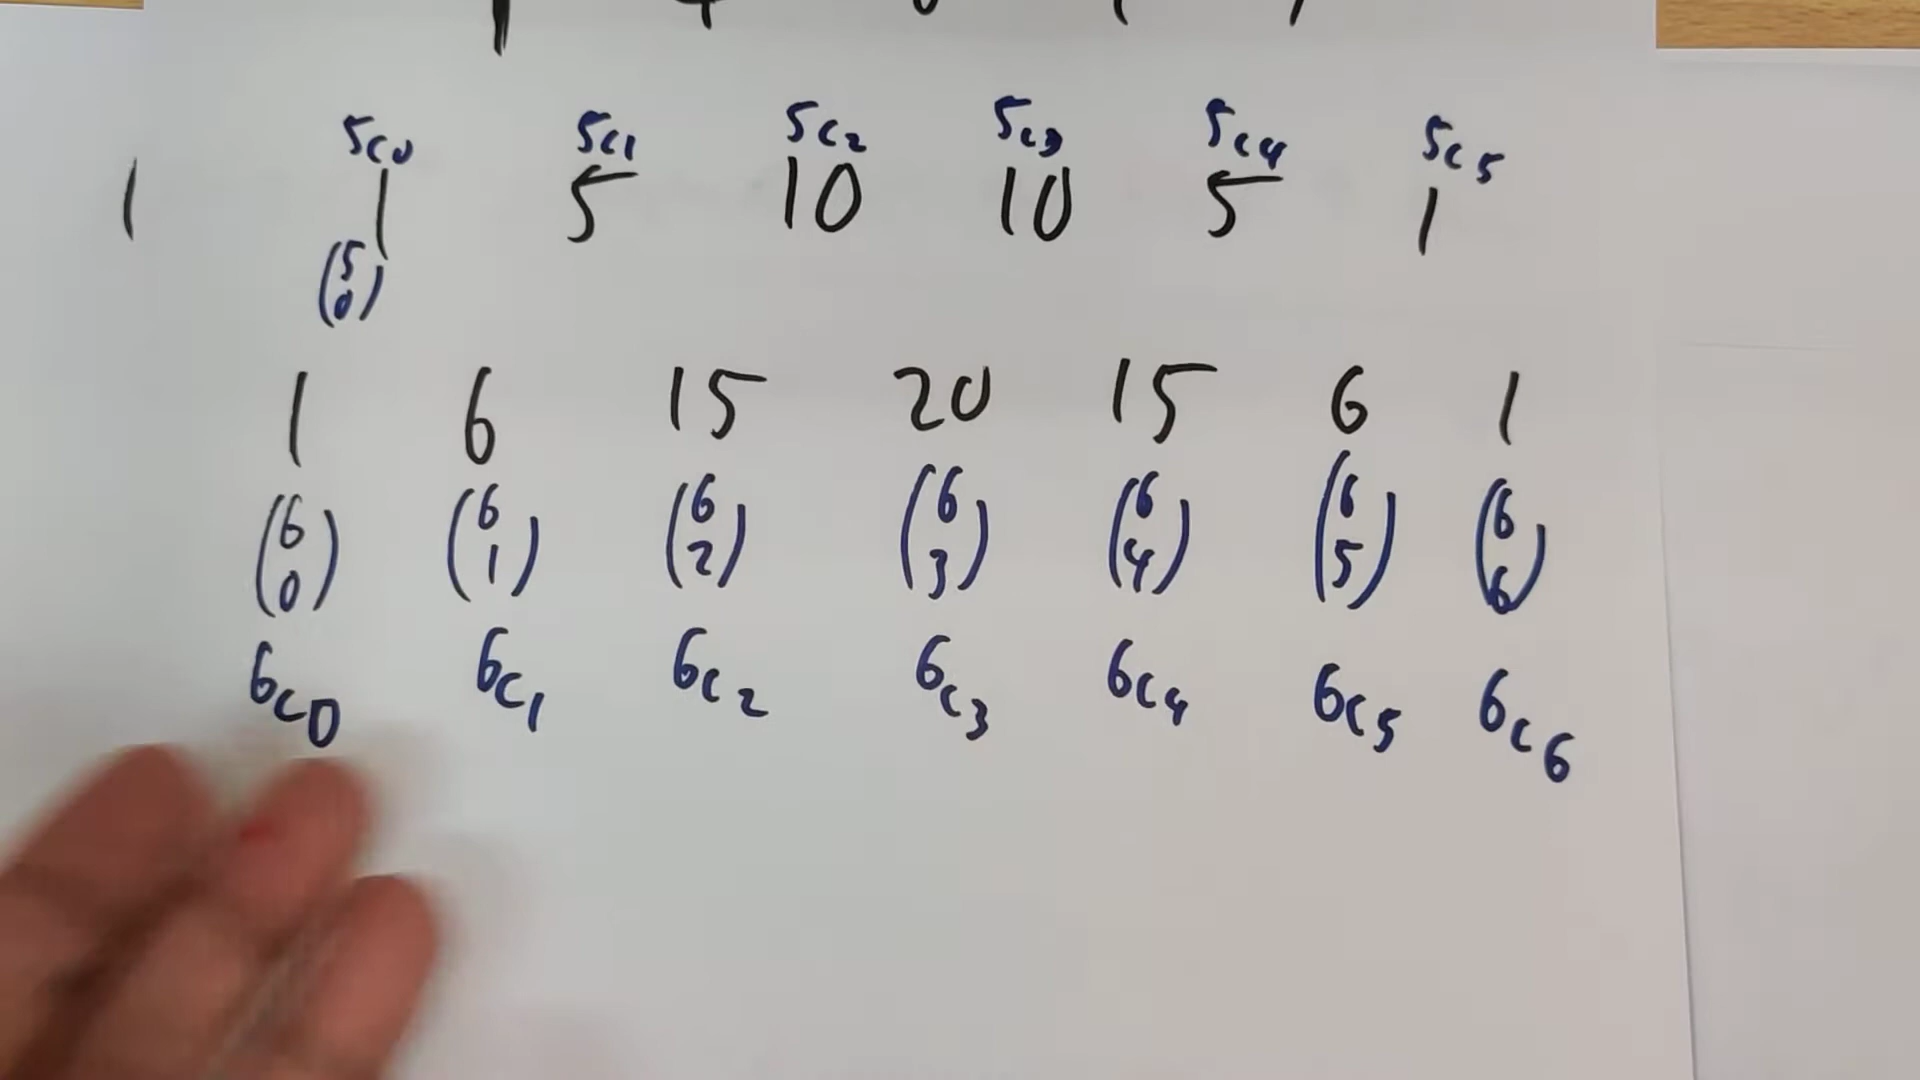 5c0 5c1 5c2 5c3 5c4 5c5
1 1 5 10 10 5 1
(5 0)
1 6 15 20 15 6 1
(6 0) (6 1) (6 2) (6 3) (6 4) (6 5) (6 6)
6c0 6c1 6c2 6c3 6c4 6c5 6c6